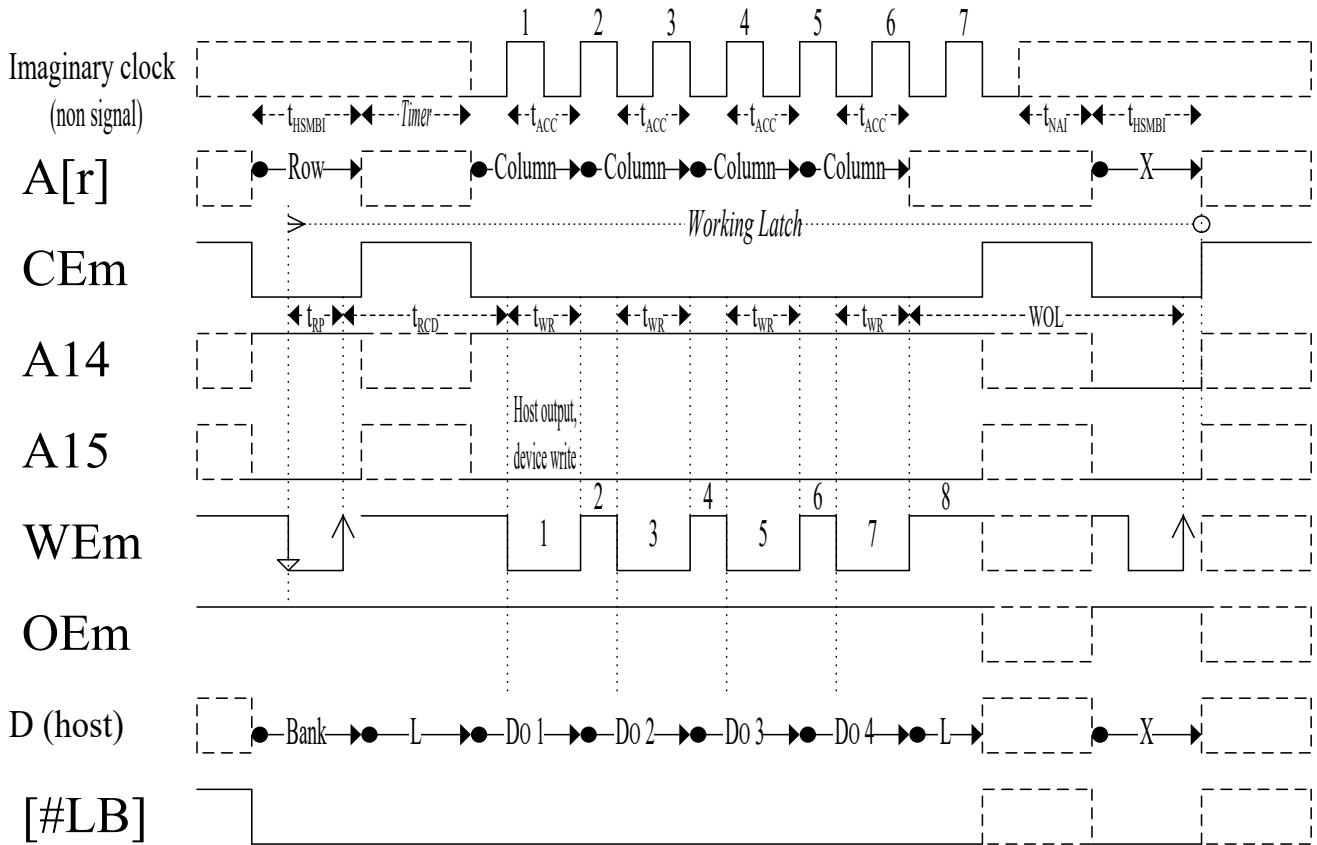 1 2 3 4 5 6 7
Imaginary clock
(non signal)
tHSMBI Timer tACC tACC tACC tACC tNAI tHSMBI
A[r]
Row Column Column Column Column X
Working Latch
CEm
tRP tRCD tWR tWR tWR tWR WOL
A14
Host output,
device write
A15
2 4 6 8
WEm
1 3 5 7
OEm
D (host)
Bank L Do 1 Do 2 Do 3 Do 4 L X
[#LB]